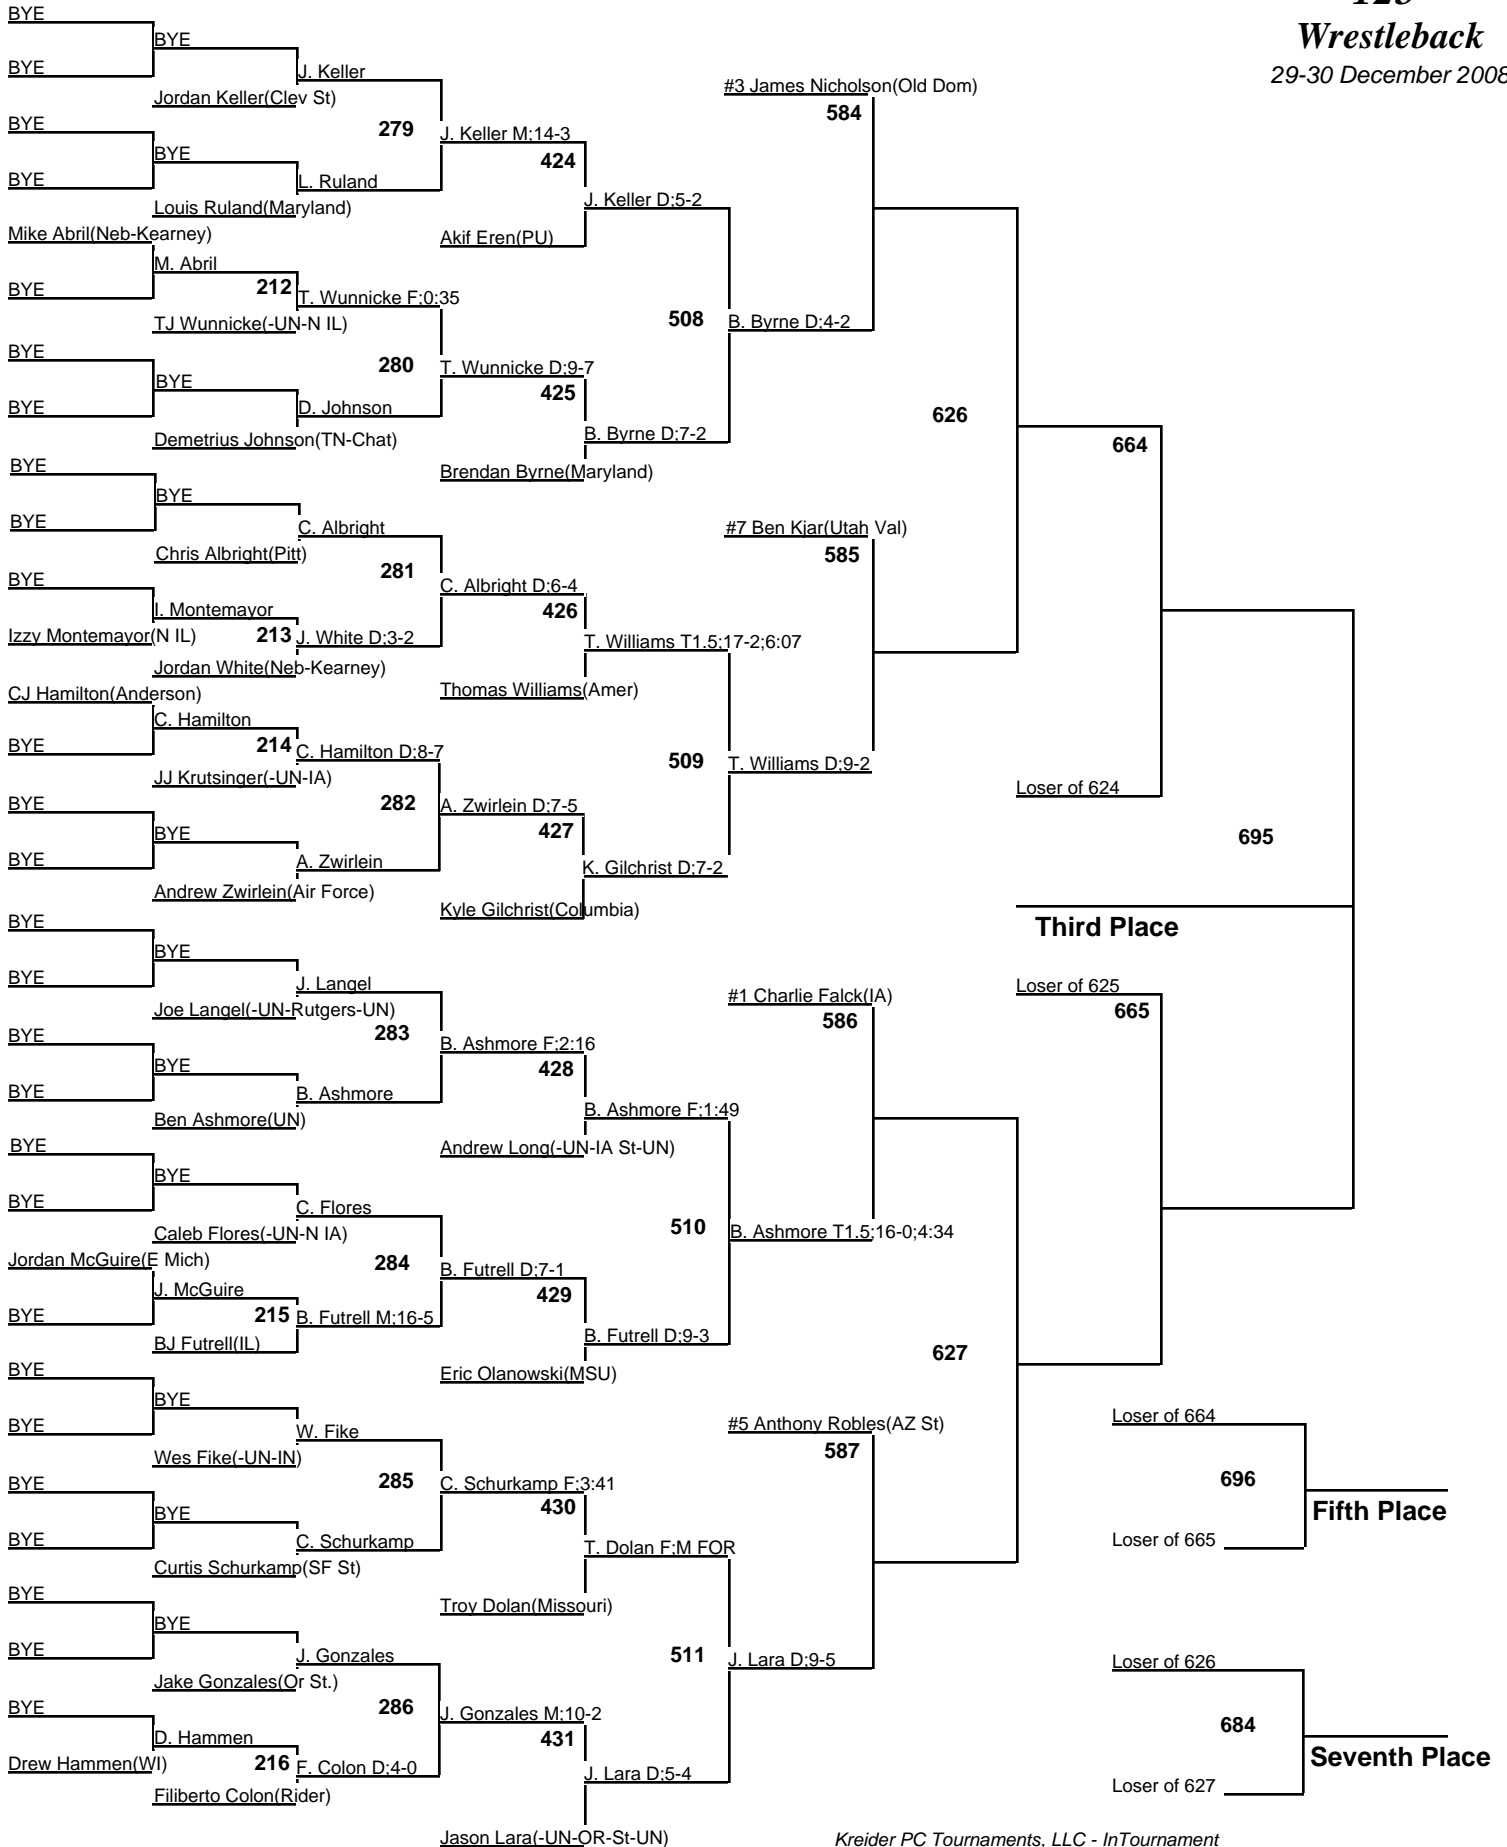 125
Wrestleback
29-30 December 2008
BYE
BYE
BYE
J. Keller
Jordan Keller(Clev St)
BYE
279
J. Keller M;14-3
BYE
BYE
L. Ruland
Louis Ruland(Maryland)
424
J. Keller D;5-2
Akif Eren(PU)
Mike Abril(Neb-Kearney)
M. Abril
BYE
212
T. Wunnicke F;0:35
TJ Wunnicke(-UN-N IL)
508
B. Byrne D;4-2
BYE
280
T. Wunnicke D;9-7
BYE
BYE
D. Johnson
Demetrius Johnson(TN-Chat)
425
B. Byrne D;7-2
Brendan Byrne(Maryland)
#3 James Nicholson(Old Dom)
584
626
664
BYE
BYE
BYE
C. Albright
Chris Albright(Pitt)
281
C. Albright D;6-4
BYE
I. Montemayor
Izzy Montemayor(N IL)
213
J. White D;3-2
Jordan White(Neb-Kearney)
426
T. Williams T1.5;17-2;6:07
Thomas Williams(Amer)
#7 Ben Kjar(Utah Val)
585
CJ Hamilton(Anderson)
C. Hamilton
BYE
214
C. Hamilton D;8-7
JJ Krutsinger(-UN-IA)
509
T. Williams D;9-2
BYE
282
A. Zwirlein D;7-5
BYE
BYE
A. Zwirlein
Andrew Zwirlein(Air Force)
427
K. Gilchrist D;7-2
Kyle Gilchrist(Columbia)
Loser of 624
695
Third Place
BYE
BYE
BYE
J. Langel
Joe Langel(-UN-Rutgers-UN)
283
B. Ashmore F;2:16
BYE
BYE
BYE
B. Ashmore
Ben Ashmore(UN)
428
B. Ashmore F;1:49
Andrew Long(-UN-IA St-UN)
#1 Charlie Falck(IA)
586
Loser of 625
665
BYE
BYE
BYE
C. Flores
Caleb Flores(-UN-N IA)
510
B. Ashmore T1.5;16-0;4:34
Jordan McGuire(E Mich)
284
B. Futrell D;7-1
J. McGuire
BYE
215
B. Futrell M;16-5
BJ Futrell(IL)
429
B. Futrell D;9-3
Eric Olanowski(MSU)
627
BYE
BYE
BYE
W. Fike
Wes Fike(-UN-IN)
285
C. Schurkamp F;3:41
BYE
BYE
BYE
C. Schurkamp
Curtis Schurkamp(SF St)
430
T. Dolan F;M FOR
Troy Dolan(Missouri)
#5 Anthony Robles(AZ St)
587
Loser of 664
696
Fifth Place
Loser of 665
BYE
BYE
BYE
J. Gonzales
Jake Gonzales(Or St.)
511
J. Lara D;9-5
BYE
286
J. Gonzales M;10-2
D. Hammen
Drew Hammen(WI)
216
F. Colon D;4-0
Filiberto Colon(Rider)
431
J. Lara D;5-4
Jason Lara(-UN-OR-St-UN)
Loser of 626
684
Seventh Place
Loser of 627
Kreider PC Tournaments, LLC - InTournament